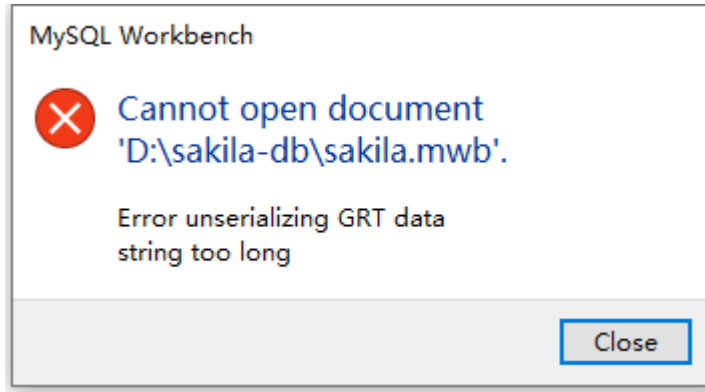 MySQL Workbench
Cannot open document
'D:\sakila-db\sakila.mwb'.
Error unserializing GRT data
string too long
Close